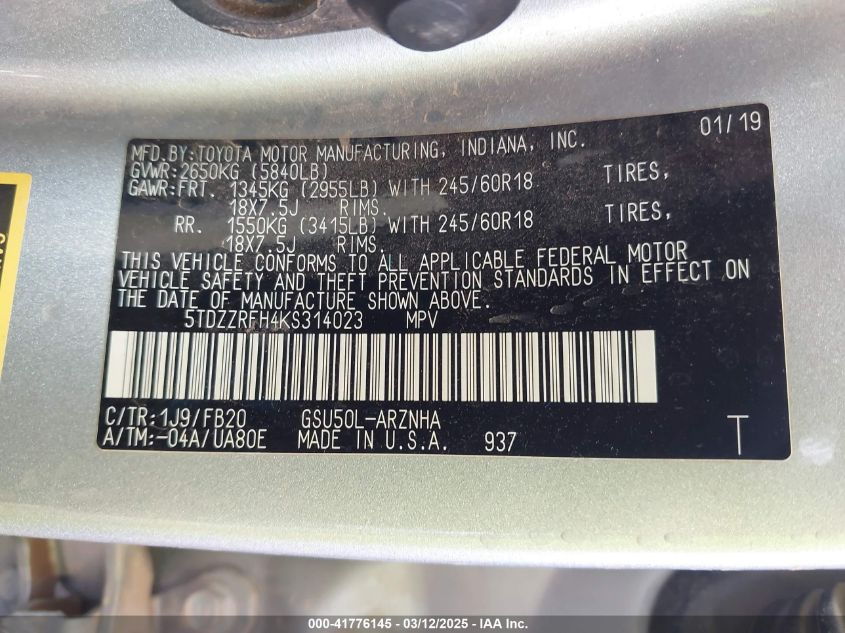 01/19
MFD.BY:TOYOTA MOTOR MANUFACTURING, INDIANA, INC.
GVWR:2650KG (5840LB)
GAWR:FRT. 1345KG (2955LB) WITH 245/60R18 TIRES,
18X7.5J RIMS.
RR. 1550KG (3415LB) WITH 245/60R18 TIRES,
18X7.5J RIMS.
THIS VEHICLE CONFORMS TO ALL APPLICABLE FEDERAL MOTOR
VEHICLE SAFETY AND THEFT PREVENTION STANDARDS IN EFFECT ON
THE DATE OF MANUFACTURE SHOWN ABOVE.
5TDZZRFH4KS314023 MPV
C/TR:1J9/FB20 GSU50L-ARZNHA
A/TM:-04A/UA80E MADE IN U.S.A. 937 T
000-41776145 - 03/12/2025 - IAA Inc.